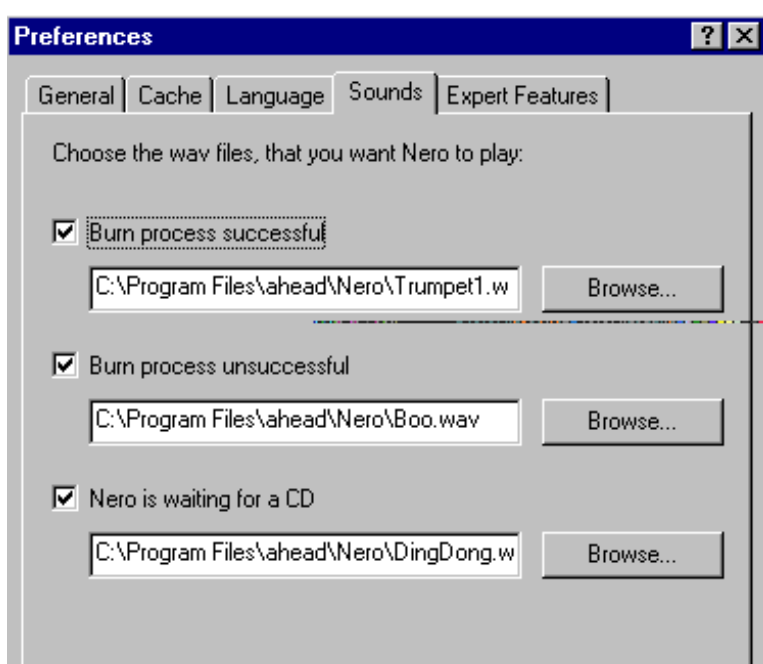 Preferences
General Cache Language Sounds Expert Features
Choose the wav files, that you want Nero to play:
Burn process successful
C:\Program Files\ahead\Nero\Trumpet1.w Browse...
Burn process unsuccessful
C:\Program Files\ahead\Nero\Boo.wav Browse...
Nero is waiting for a CD
C:\Program Files\ahead\Nero\DingDong.w Browse...